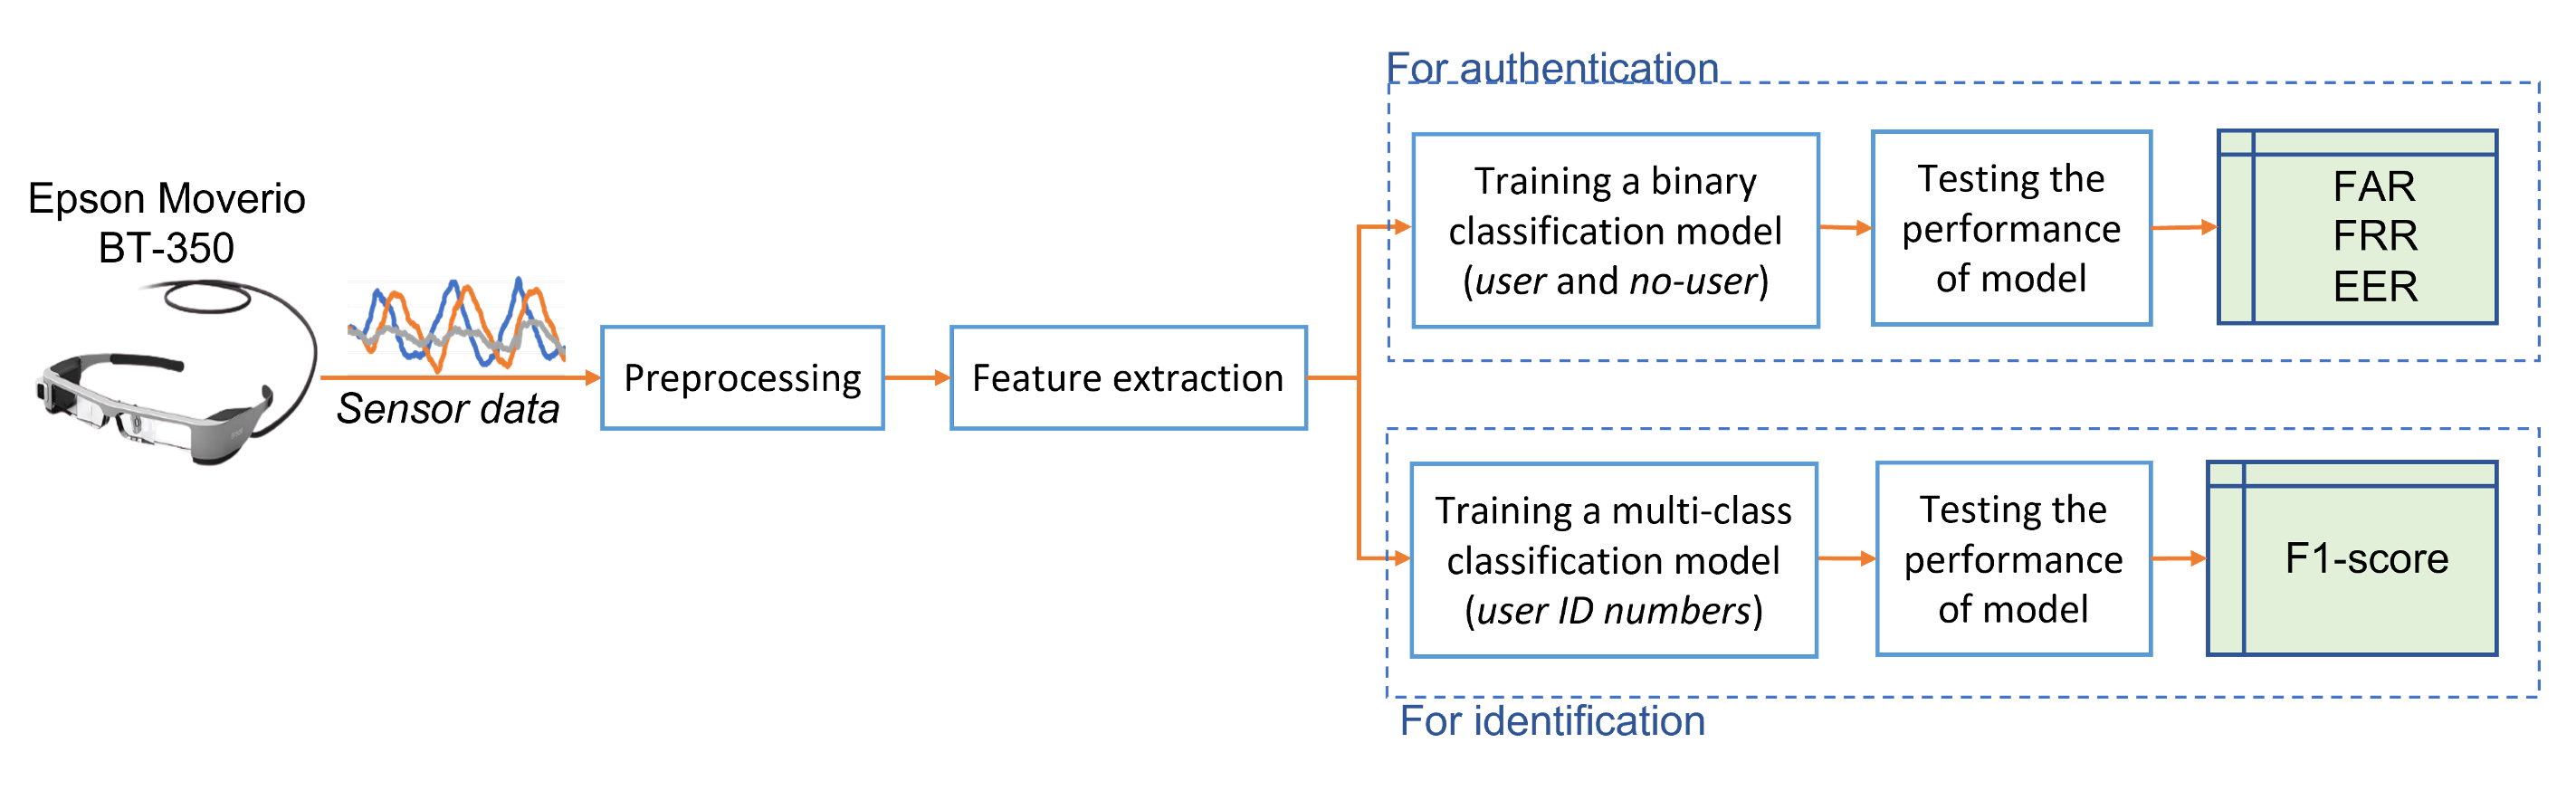 Epson Moverio
BT-350
Sensor data
Preprocessing
Feature extraction
For authentication
Training a binary
classification model
(user and no-user)
Testing the
performance
of model
FAR
FRR
EER
Training a multi-class
classification model
(user ID numbers)
Testing the
performance
of model
F1-score
For identification